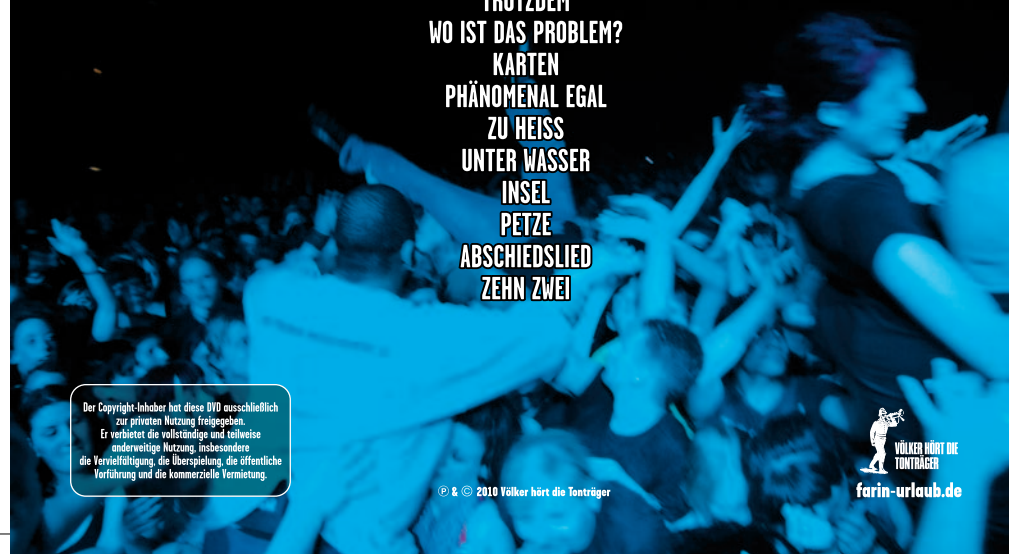 TROTZDEM
WO IST DAS PROBLEM?
KARTEN
PHÄNOMENAL EGAL
ZU HEISS
UNTER WASSER
INSEL
PETZE
ABSCHIEDSLIED
ZEHN ZWEI
Der Copyright-Inhaber hat diese DVD ausschließlich
zur privaten Nutzung freigegeben.
Er verbietet die vollständige und teilweise
anderweitige Nutzung, insbesondere
die Vervielfältigung, die Überspielung, die öffentliche
Vorführung und die kommerzielle Vermietung.
℗ & © 2010 Völker hört die Tonträger
VÖLKER HÖRT DIE
TONTRÄGER
farin-urlaub.de